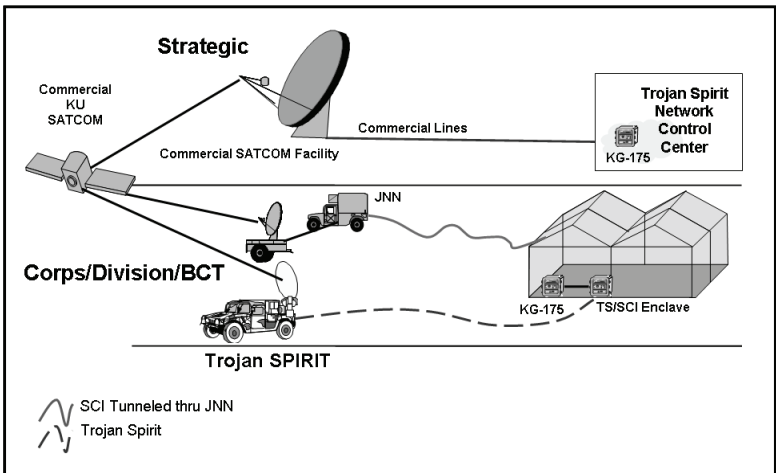 Strategic
Commercial
KU
SATCOM
Commercial SATCOM Facility
Commercial Lines
Trojan Spirit
Network
Control
Center
KG-175
JNN
Corps/Division/BCT
KG-175
TS/SCI Enclave
Trojan SPIRIT
SCI Tunneled thru JNN
Trojan Spirit